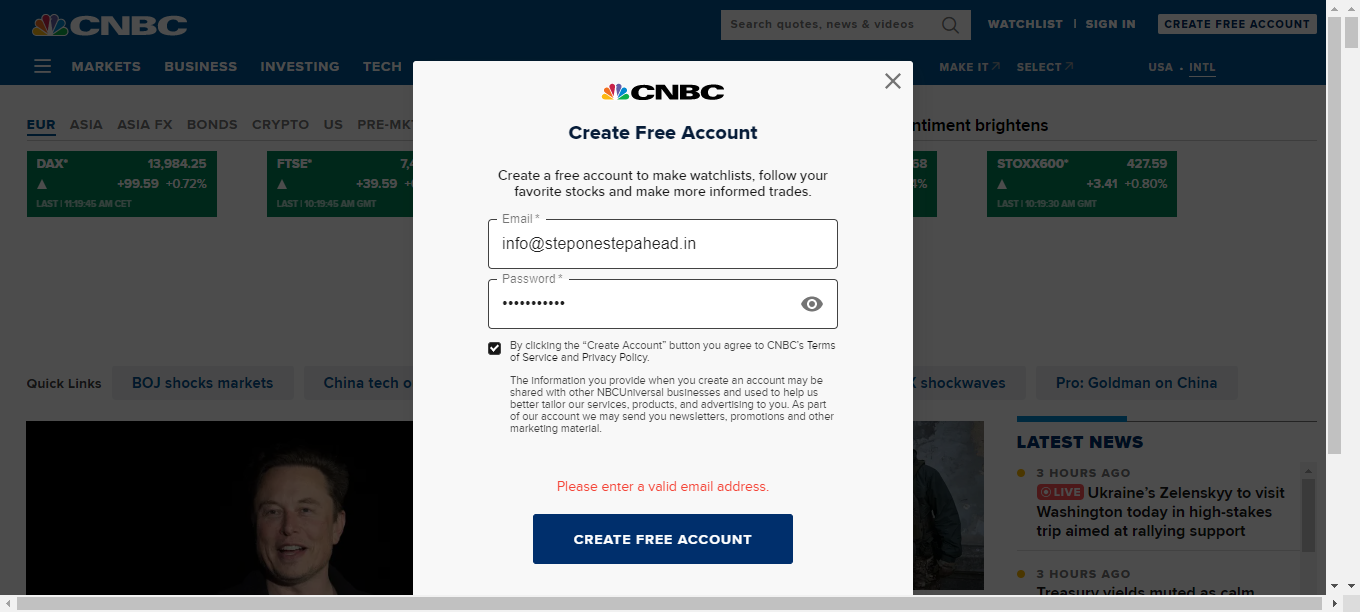 CNBC
Search quotes, news & videos
WATCHLIST | SIGN IN
CREATE FREE ACCOUNT
MARKETS BUSINESS INVESTING TECH
MAKE IT SELECT
USA • INTL
EUR ASIA ASIA FX BONDS CRYPTO US PRE-MKT
ntiment brightens
DAX* 13,984.25
+99.59 +0.72%
LAST | 11:19:45 AM CET
FTSE* 7,4
+39.59
LAST | 10:19:45 AM GMT
STOXX600* 427.59
+3.41 +0.80%
LAST | 10:19:30 AM GMT
CNBC
Create Free Account
Create a free account to make watchlists, follow your
favorite stocks and make more informed trades.
Email *
info@steponestepahead.in
Password *
•••••••••••
By clicking the “Create Account” button you agree to CNBC’s Terms
of Service and Privacy Policy.
The information you provide when you create an account may be
shared with other NBCUniversal businesses and used to help us
better tailor our services, products, and advertising to you. As part
of our account we may send you newsletters, promotions and other
marketing material.
Please enter a valid email address.
CREATE FREE ACCOUNT
Quick Links
BOJ shocks markets
China tech o
shockwaves
Pro: Goldman on China
LATEST NEWS
3 HOURS AGO
LIVE Ukraine’s Zelenskyy to visit
Washington today in high-stakes
trip aimed at rallying support
3 HOURS AGO
Treasury yields muted as calm